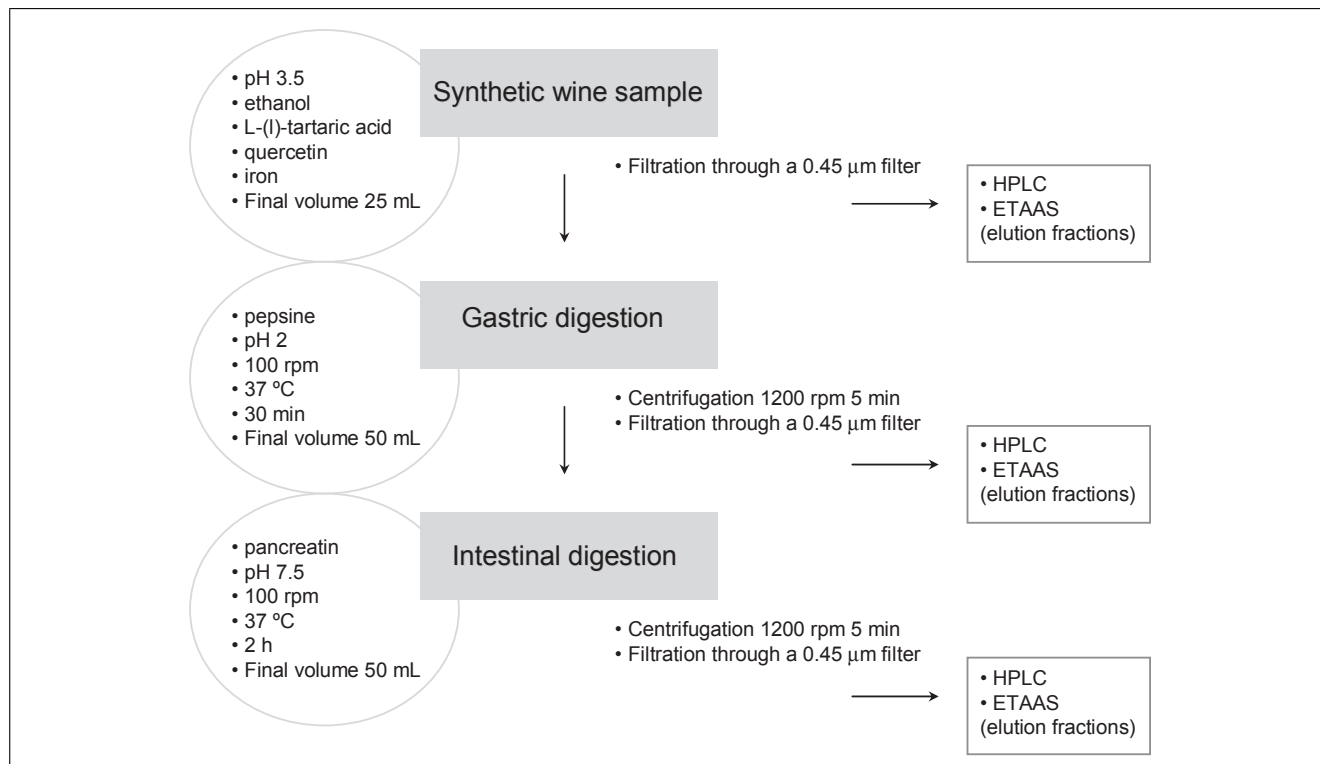 • pH 3.5
• ethanol
• L-(l)-tartaric acid
• quercetin
• iron
• Final volume 25 mL
Synthetic wine sample
• Filtration through a 0.45 μm filter
• HPLC
• ETAAS
(elution fractions)
• pepsine
• pH 2
• 100 rpm
• 37 ºC
• 30 min
• Final volume 50 mL
Gastric digestion
• Centrifugation 1200 rpm 5 min
• Filtration through a 0.45 μm filter
• HPLC
• ETAAS
(elution fractions)
• pancreatin
• pH 7.5
• 100 rpm
• 37 ºC
• 2 h
• Final volume 50 mL
Intestinal digestion
• Centrifugation 1200 rpm 5 min
• Filtration through a 0.45 μm filter
• HPLC
• ETAAS
(elution fractions)